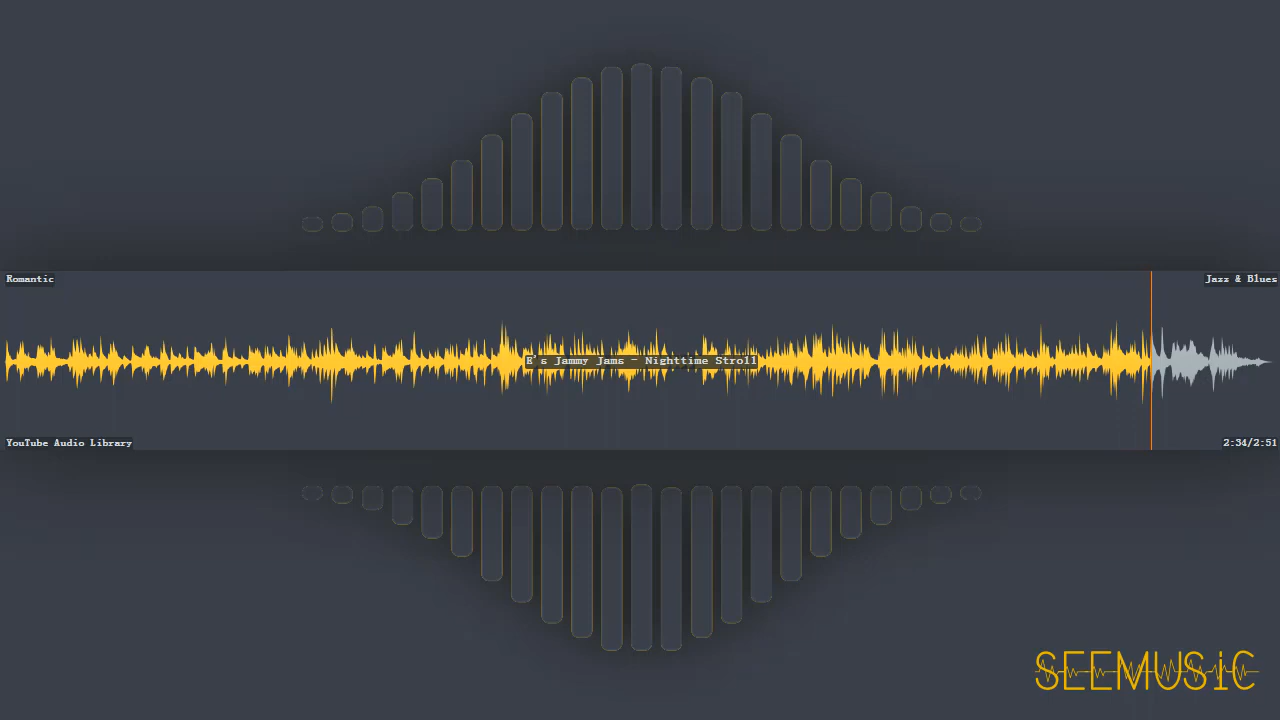 Romantic
Jazz & Blues
E's Jammy Jams - Nighttime Stroll
YouTube Audio Library
2:34/2:51
SEEMUSiC